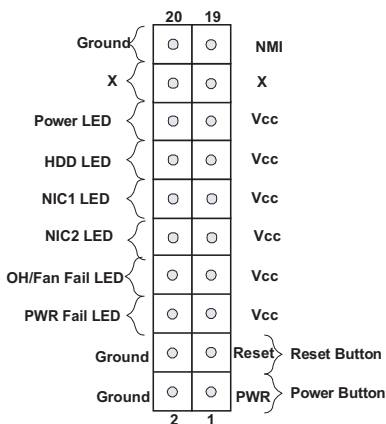 20 19
Ground NMI
X X
Power LED Vcc
HDD LED Vcc
NIC1 LED Vcc
NIC2 LED Vcc
OH/Fan Fail LED Vcc
PWR Fail LED Vcc
Ground Reset Reset Button
Ground PWR Power Button
2 1